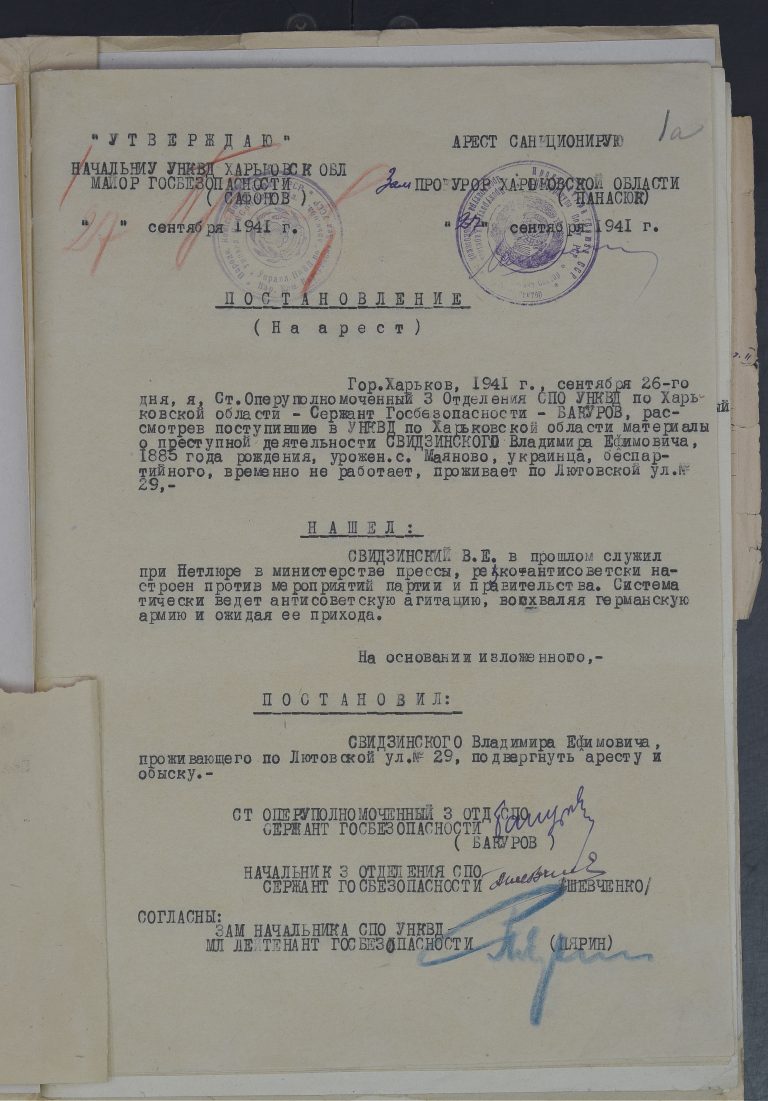 1а
"УТВЕРЖДАЮ"
АРЕСТ САНЦИОНИРУЮ
НАЧАЛЬНИУ УНКВД ХАРЬКОВСК ОБЛ
МАЙОР ГОСБЕЗОПАСНОСТИ
( САФОНОВ )
Зам ПРОКУРОР ХАРЬКОВСКОЙ ОБЛАСТИ
ПАНАСЮК)
"27" сентября 1941 г.
"27" сентября 1941 г.
ПОСТАНОВЛЕНИЕ
(На арест)
Гор.Харьков, 1941 г., сентября 26-го
дня, я, Ст.Оперуполномоченный 3 Отделения СПО УНКВД по Харь-
ковской области - Сержант Госбезопасности - БАКУРОВ, рас-
смотрев поступившие в УНКВД по Харьковской области материалы
о преступной деятельности СВИДЗИНСКОГО Владимира Ефимовича,
1885 года рождения, урожен.с. Маяново, украинца, беспар-
тийного, временно не работает, проживает по Лютовской ул.№
29,-
НАШЕЛ:
СВИДЗИНСКИЙ В.Е. в прошлом служил
при Петлюре в министерстве прессы, резкоантисоветски на-
строен против мероприятий партии и правительства. Система
тически ведет антисоветскую агитацию, восхваляя германскую
армию и ожидая ее прихода.
На основании изложенного,-
ПОСТАНОВИЛ:
СВИДЗИНСКОГО Владимира Ефимовича,
проживающего по Лютовской ул.№ 29, подвергнуть аресту и
обыску.-
СТ ОПЕРУПОЛНОМОЧЕННЫЙ 3 ОТД СПО
СЕРЖАНТ ГОСБЕЗОПАСНОСТИ
( БАКУРОВ )
НАЧАЛЬНИК 3 ОТДЕЛЕНИЯ СПО
СЕРЖАНТ ГОСБЕЗОПАСНОСТИ /ШЕВЧЕНКО/
СОГЛАСНЫ:
ЗАМ НАЧАЛЬНИКА СПО УНКВД
МЛ ЛЕЙТЕНАНТ ГОСБЕЗОПАСНОСТИ (ПЯРИН)